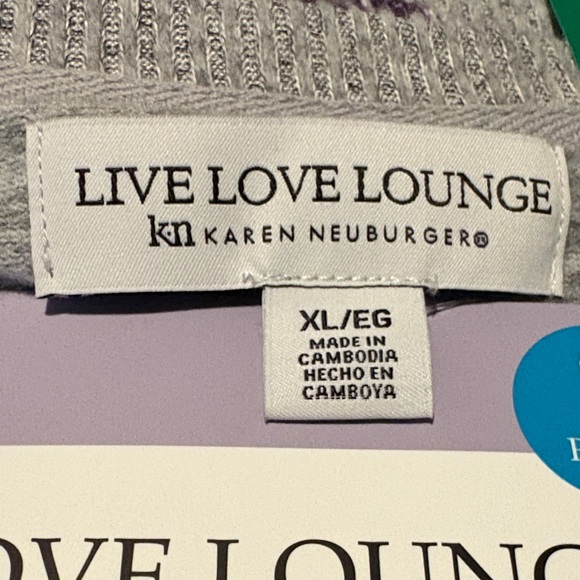 LIVE LOVE LOUNGE
kn KAREN NEUBURGER®
XL/EG
MADE IN
CAMBODIA
HECHO EN
CAMBOYA